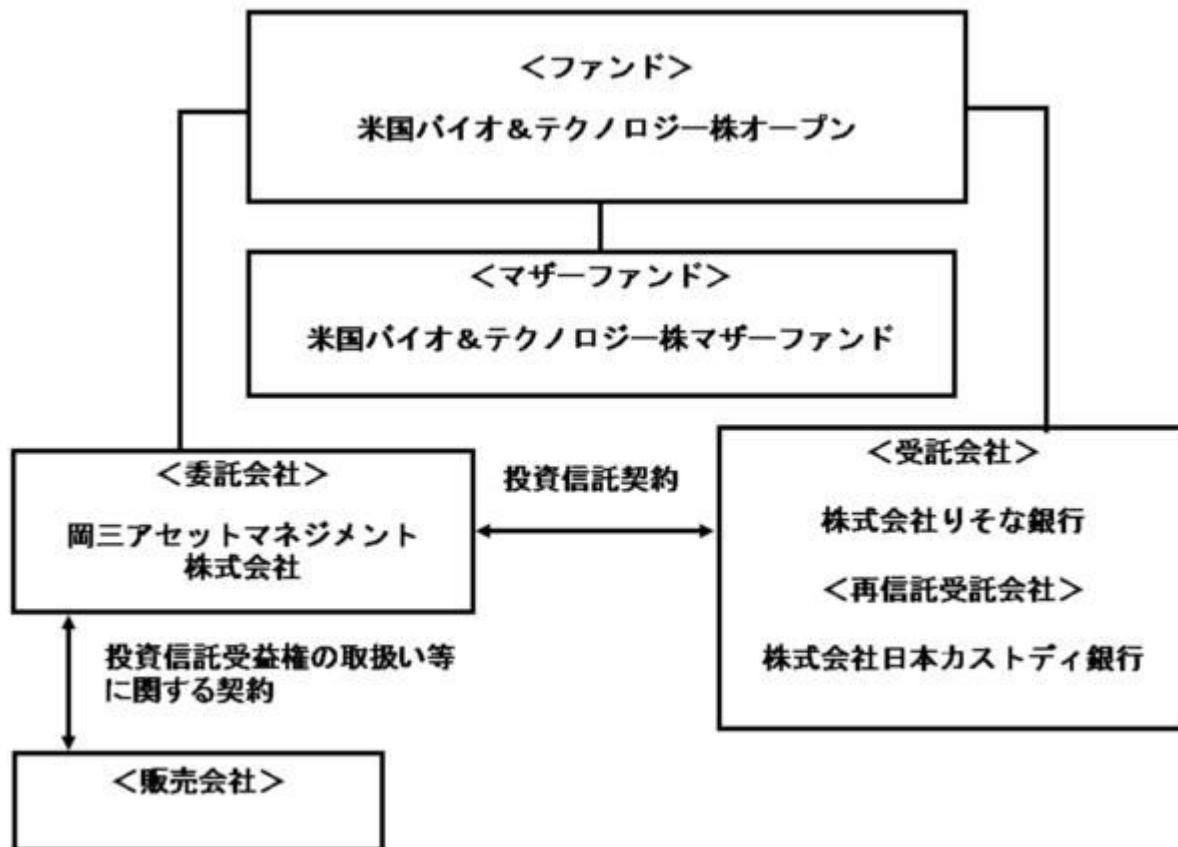 ＜ファンド＞
米国バイオ＆テクノロジー株オープン
＜マザーファンド＞
米国バイオ＆テクノロジー株マザーファンド
＜委託会社＞
岡三アセットマネジメント
株式会社
投資信託契約
＜受託会社＞
株式会社りそな銀行
＜再信託受託会社＞
株式会社日本カストディ銀行
投資信託受益権の取扱い等
に関する契約
＜販売会社＞